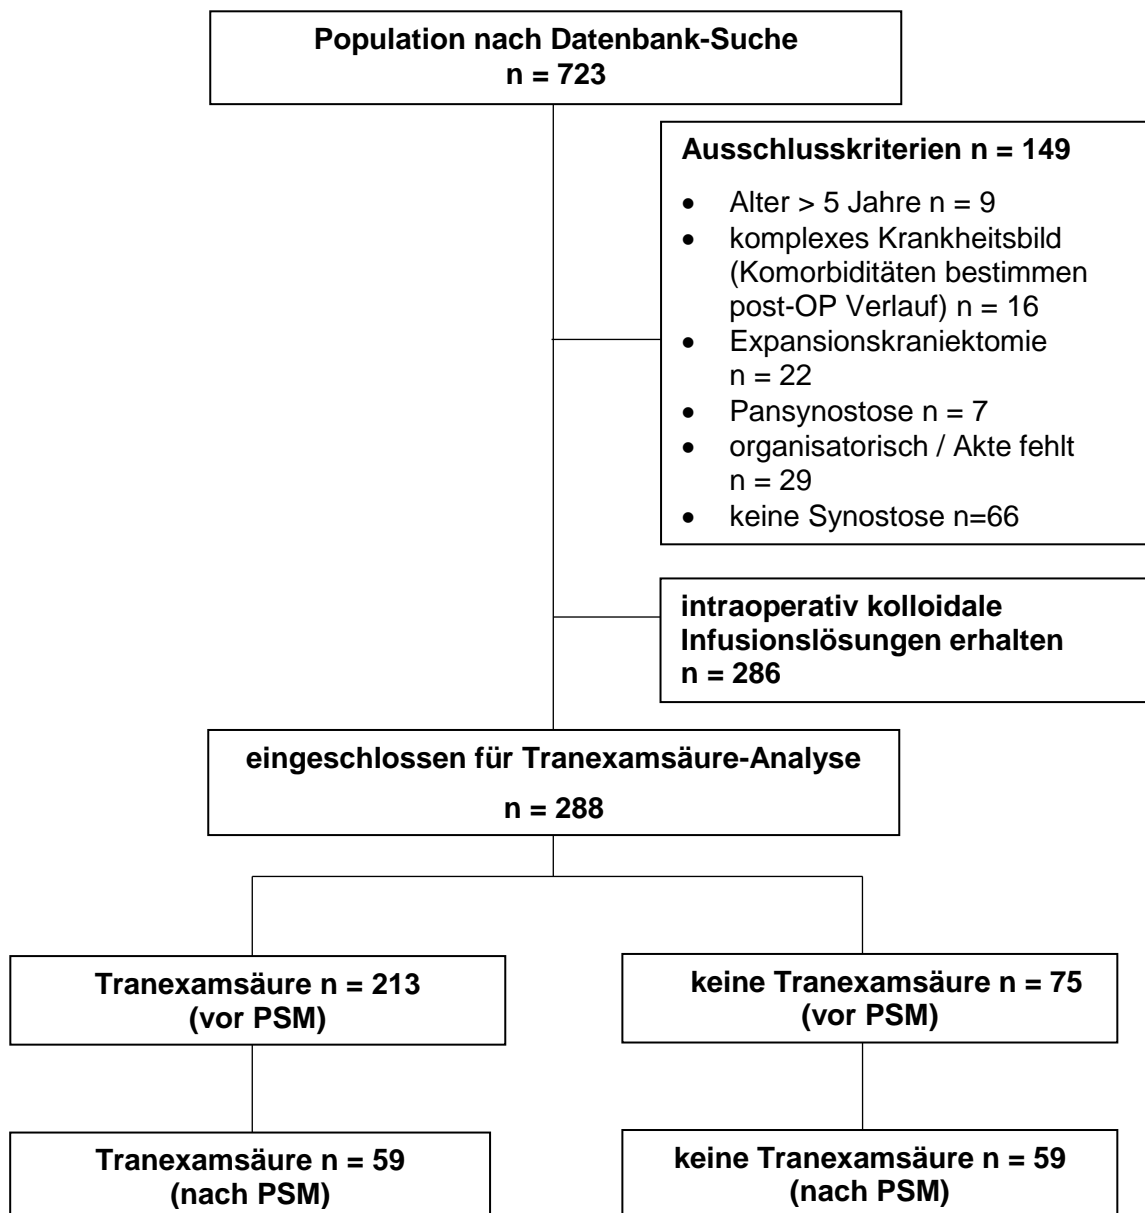 Population nach Datenbank-Suche
n = 723
Ausschlusskriterien n = 149
• Alter > 5 Jahre n = 9
• komplexes Krankheitsbild
(Komorbiditäten bestimmen
post-OP Verlauf) n = 16
• Expansionskraniektomie
n = 22
• Pansynostose n = 7
• organisatorisch / Akte fehlt
n = 29
• keine Synostose n=66
intraoperativ kolloidale
Infusionslösungen erhalten
n = 286
eingeschlossen für Tranexamsäure-Analyse
n = 288
Tranexamsäure n = 213
(vor PSM)
keine Tranexamsäure n = 75
(vor PSM)
Tranexamsäure n = 59
(nach PSM)
keine Tranexamsäure n = 59
(nach PSM)